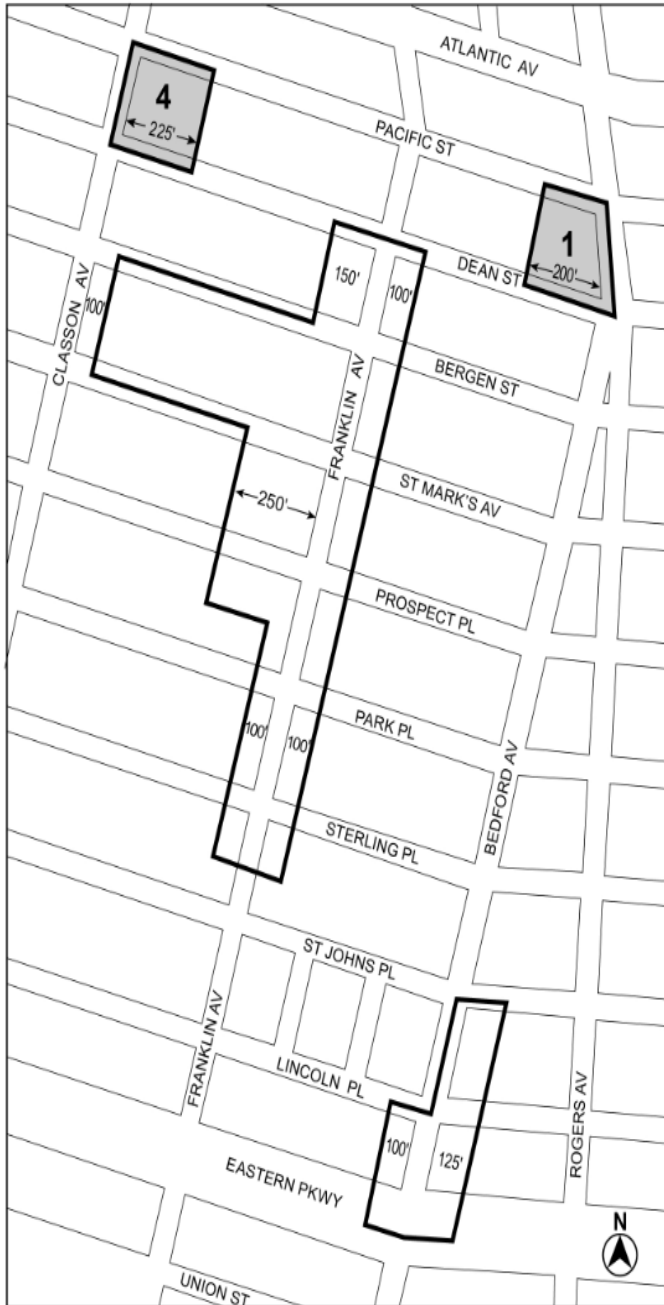 ATLANTIC AV
4
225'
PACIFIC ST
1
200'
DEAN ST
150'
100'
CLASSON AV
100'
FRANKLIN AV
BERGEN ST
250'
ST MARK'S AV
PROSPECT PL
PARK PL
100'
100'
BEDFORD AV
STERLING PL
ST JOHNS PL
FRANKLIN AV
LINCOLN PL
ROGERS AV
100'
125'
EASTERN PKWY
N
UNION ST